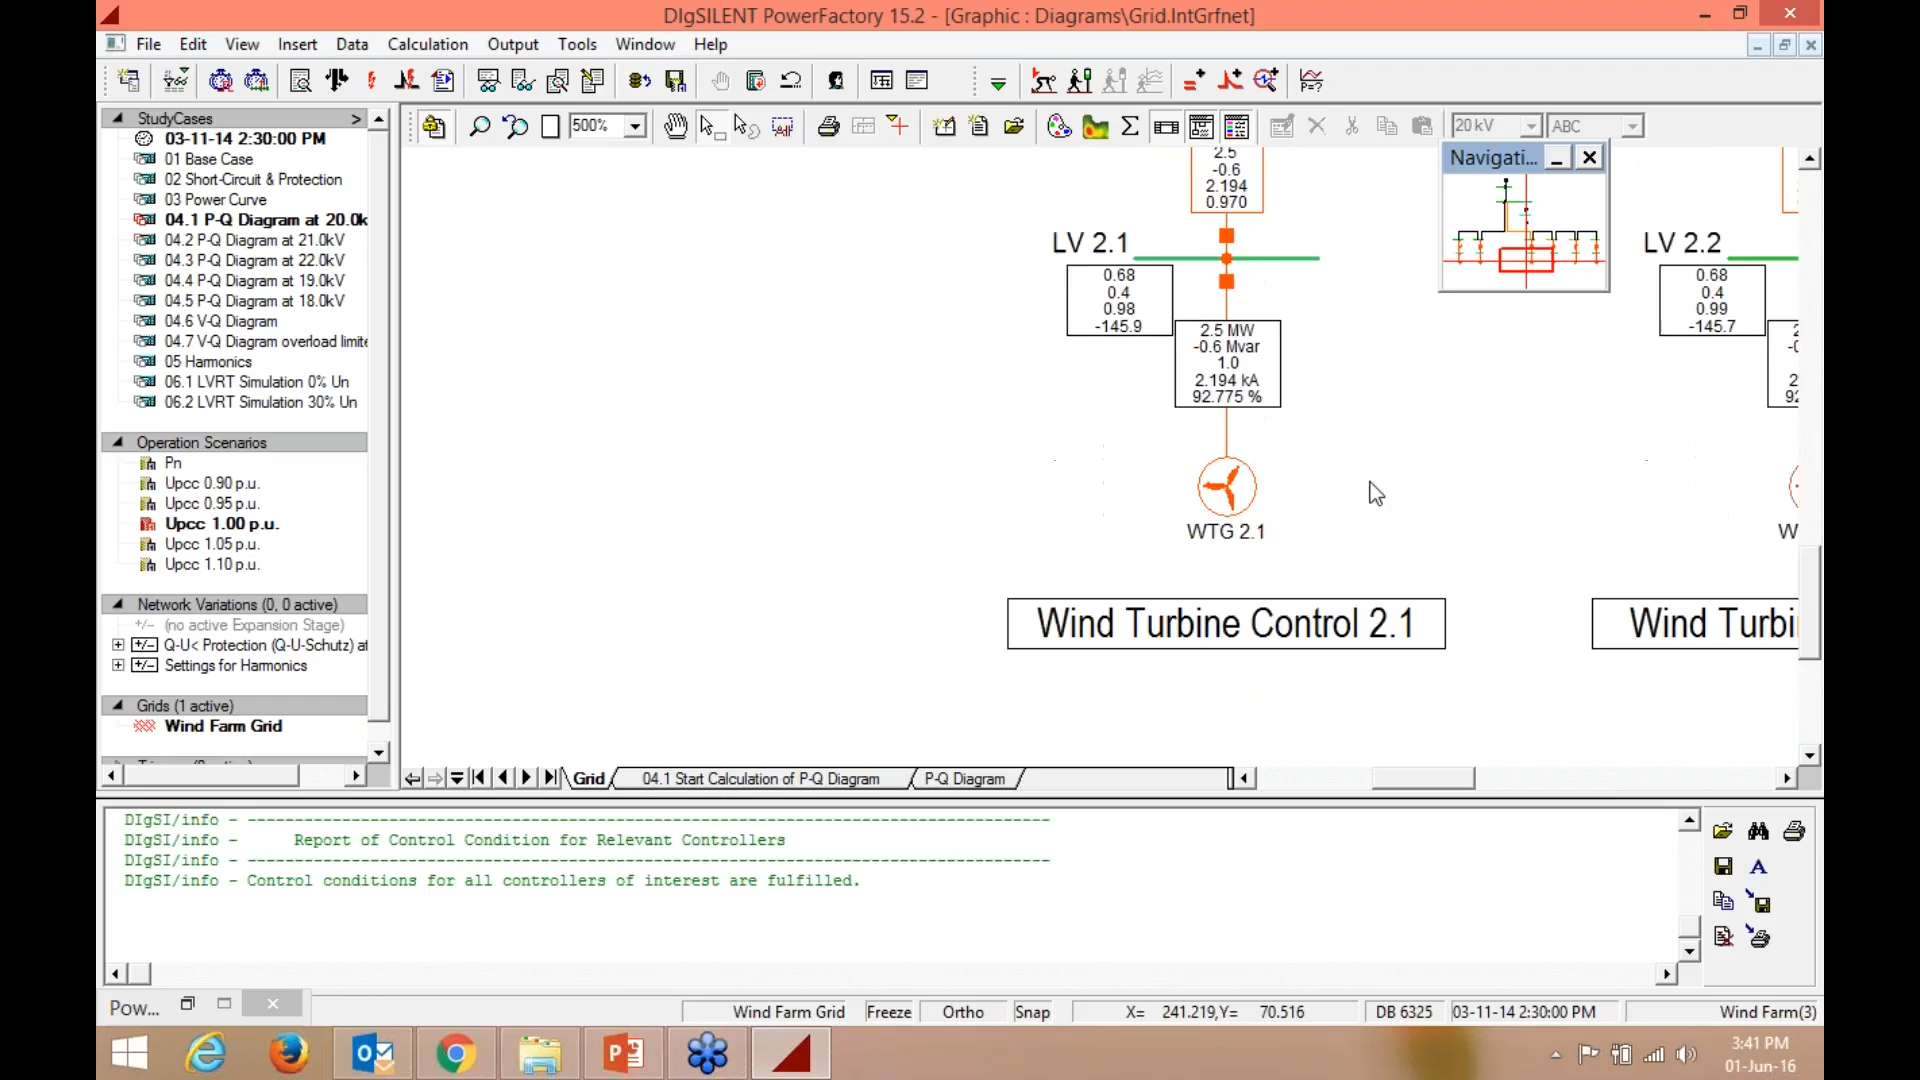 DIgSILENT PowerFactory 15.2 - [Graphic : Diagrams\Grid.IntGrfnet]
File Edit View Insert Data Calculation Output Tools Window Help
500%
20 kV
ABC
StudyCases >
03-11-14 2:30:00 PM
01 Base Case
02 Short-Circuit & Protection
03 Power Curve
04.1 P-Q Diagram at 20.0k
04.2 P-Q Diagram at 21.0kV
04.3 P-Q Diagram at 22.0kV
04.4 P-Q Diagram at 19.0kV
04.5 P-Q Diagram at 18.0kV
04.6 V-Q Diagram
04.7 V-Q Diagram overload limite
05 Harmonics
06.1 LVRT Simulation 0% Un
06.2 LVRT Simulation 30% Un
Operation Scenarios
Pn
Upcc 0.90 p.u.
Upcc 0.95 p.u.
Upcc 1.00 p.u.
Upcc 1.05 p.u.
Upcc 1.10 p.u.
Network Variations (0, 0 active)
(no active Expansion Stage)
Q-U< Protection (Q-U-Schutz) at
Settings for Harmonics
Grids (1 active)
Wind Farm Grid
2.5
-0.6
2.194
0.970
Navigati...
LV 2.1
0.68
0.4
0.98
-145.9
2.5 MW
-0.6 Mvar
1.0
2.194 kA
92.775 %
WTG 2.1
Wind Turbine Control 2.1
LV 2.2
0.68
0.4
0.99
-145.7
W
Wind Turbi
Grid
04.1 Start Calculation of P-Q Diagram
P-Q Diagram
DIgSI/info - --------------------------------------------------------------------------------
DIgSI/info - Report of Control Condition for Relevant Controllers
DIgSI/info - --------------------------------------------------------------------------------
DIgSI/info - Control conditions for all controllers of interest are fulfilled.
Pow...
Wind Farm Grid
Freeze
Ortho
Snap
X= 241.219,Y= 70.516
DB 6325
03-11-14 2:30:00 PM
Wind Farm(3)
3:41 PM
01-Jun-16